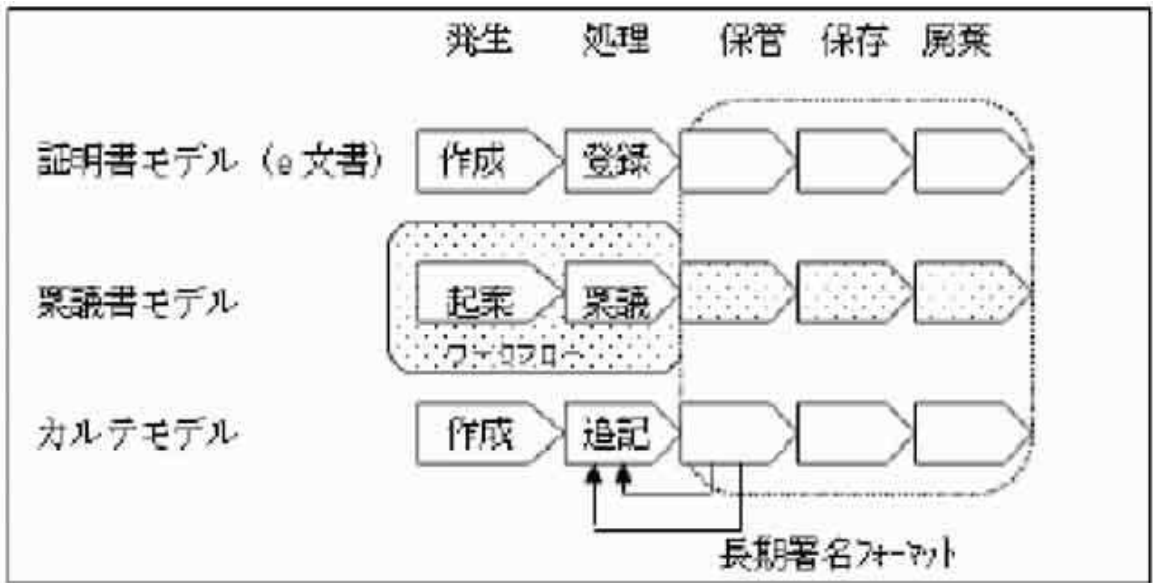 発生 処理 保管 保存 廃棄
証明書モデル(e文書) 作成 登録
稟議書モデル 起案 稟議
ワークフロー
カルテモデル 作成 追記
長期署名フォーマット